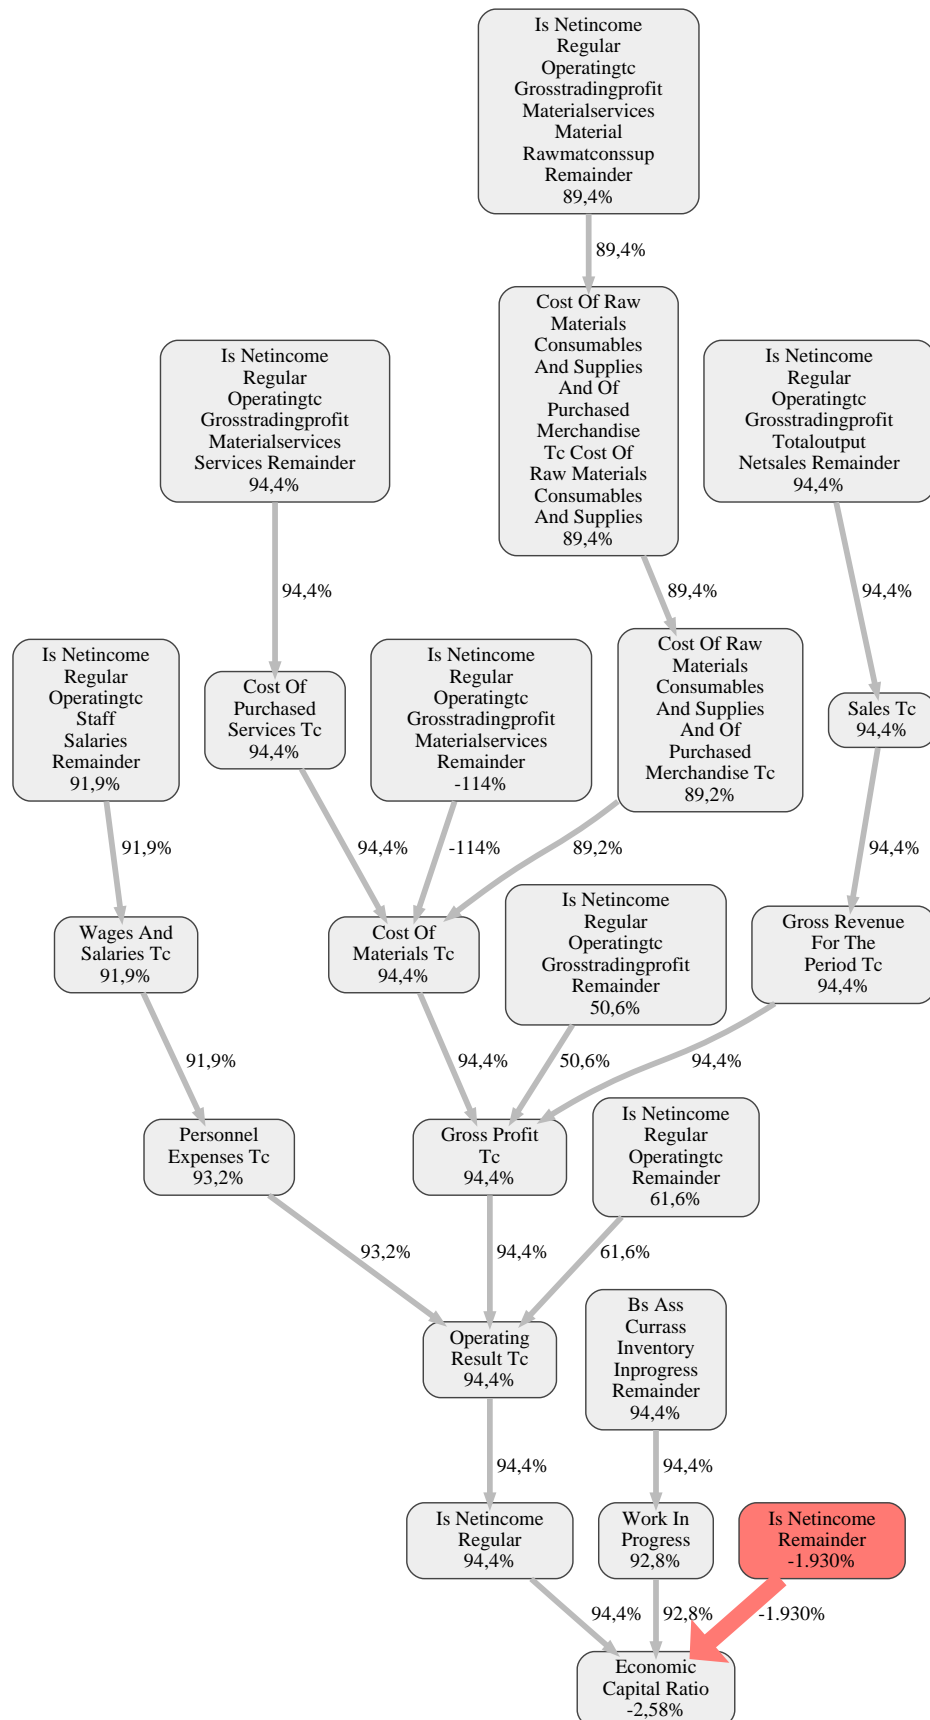 Is Netincome
Regular
Operatingtc
Grosstradingprofit
Materialservices
Material
Rawmatconssup
Remainder
89,4%
89,4%
Cost Of Raw
Materials
Consumables
And Supplies
And Of
Purchased
Merchandise
Tc Cost Of
Raw Materials
Consumables
And Supplies
89,4%
Is Netincome
Regular
Operatingtc
Grosstradingprofit
Materialservices
Services Remainder
94,4%
Is Netincome
Regular
Operatingtc
Grosstradingprofit
Totaloutput
Netsales Remainder
94,4%
94,4%
89,4%
94,4%
Is Netincome
Regular
Operatingtc
Staff
Salaries
Remainder
91,9%
Cost Of
Purchased
Services Tc
94,4%
Is Netincome
Regular
Operatingtc
Grosstradingprofit
Materialservices
Remainder
-114%
Cost Of Raw
Materials
Consumables
And Supplies
And Of
Purchased
Merchandise Tc
89,2%
Sales Tc
94,4%
91,9%
94,4%
-114%
89,2%
94,4%
Wages And
Salaries Tc
91,9%
Cost Of
Materials Tc
94,4%
Is Netincome
Regular
Operatingtc
Grosstradingprofit
Remainder
50,6%
Gross Revenue
For The
Period Tc
94,4%
91,9%
94,4%
50,6%
94,4%
Personnel
Expenses Tc
93,2%
Gross Profit
Tc
94,4%
Is Netincome
Regular
Operatingtc
Remainder
61,6%
93,2%
94,4%
61,6%
Operating
Result Tc
94,4%
Bs Ass
Currass
Inventory
Inprogress
Remainder
94,4%
94,4%
94,4%
Is Netincome
Regular
94,4%
Work In
Progress
92,8%
Is Netincome
Remainder
-1.930%
94,4%
92,8%
-1.930%
Economic
Capital Ratio
-2,58%